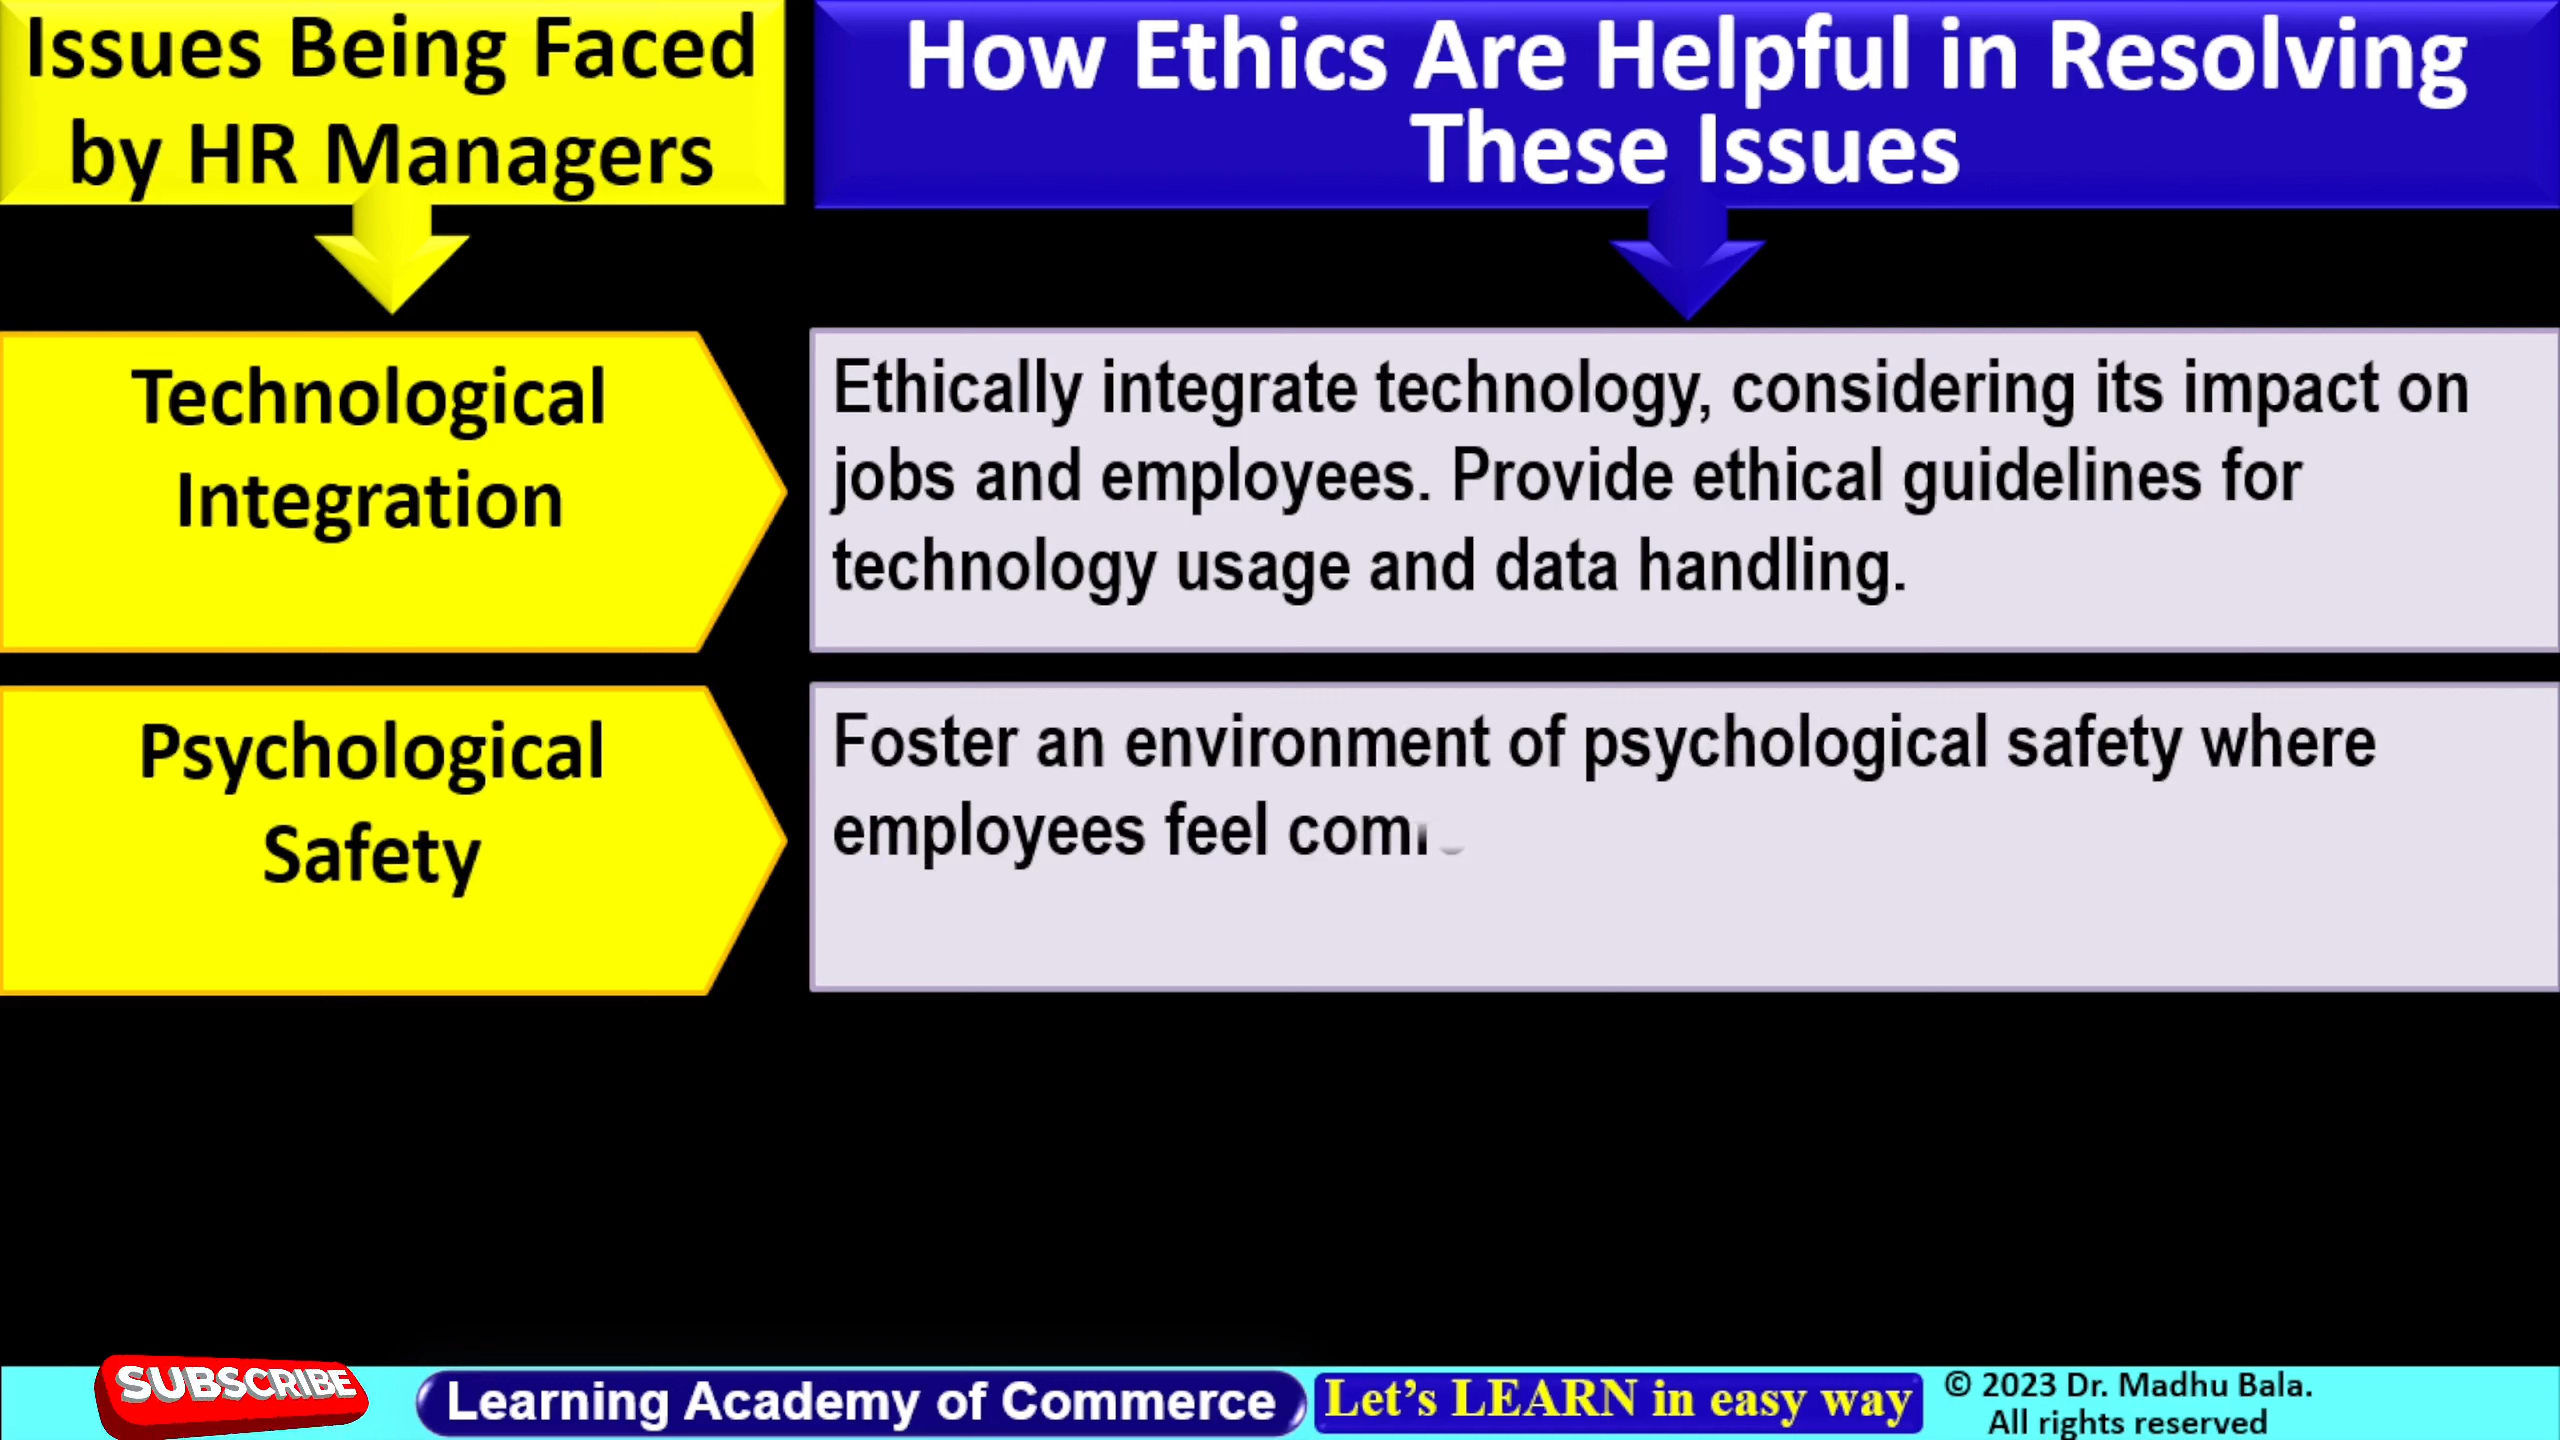 Issues Being Faced
by HR Managers
How Ethics Are Helpful in Resolving
These Issues
Technological
Integration
Ethically integrate technology, considering its impact on
jobs and employees. Provide ethical guidelines for
technology usage and data handling.
Psychological
Safety
Foster an environment of psychological safety where
employees feel
SUBSCRIBE
Learning Academy of Commerce
Let's LEARN in easy way
© 2023 Dr. Madhu Bala.
All rights reserved